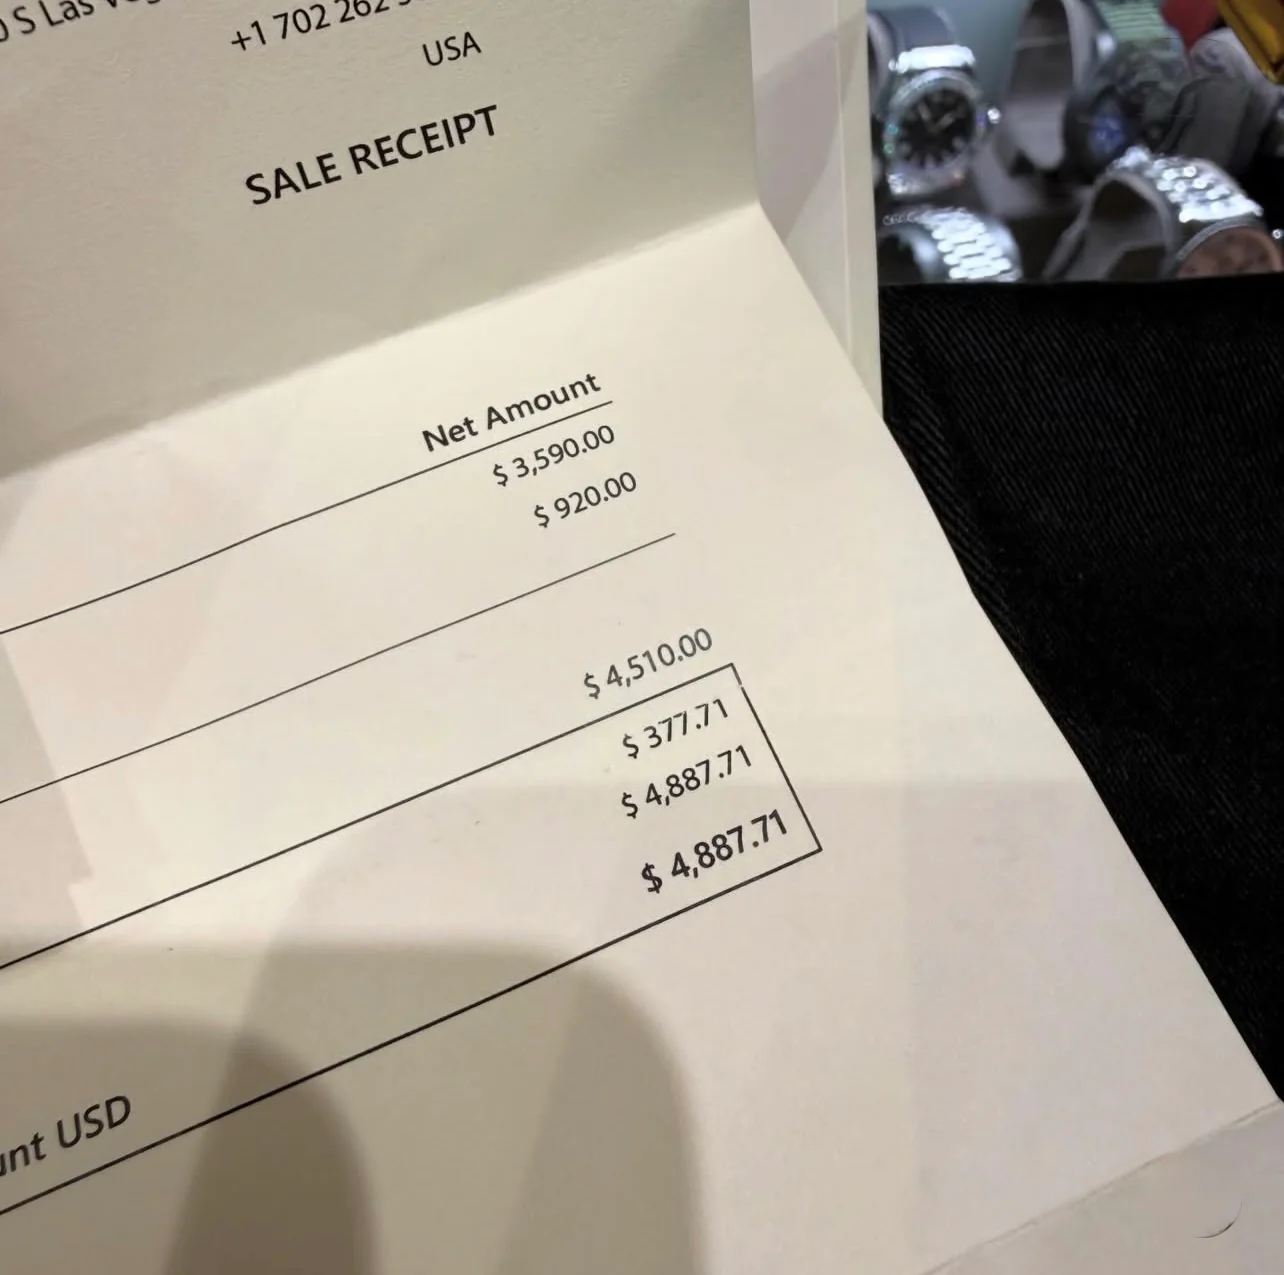 S Las
+1 702 262
USA
SALE RECEIPT
Net Amount
$ 3,590.00
$ 920.00
$ 4,510.00
$ 377.71
$ 4,887.71
$ 4,887.71
unt USD